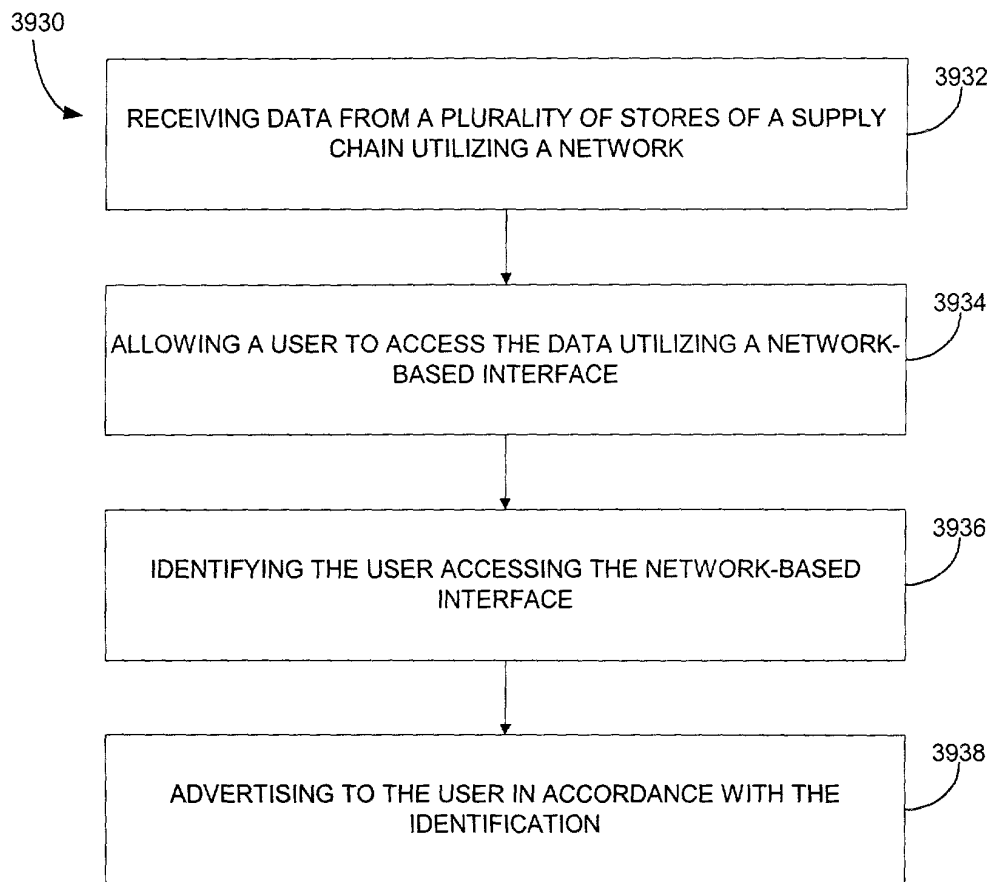 3930
3932
RECEIVING DATA FROM A PLURALITY OF STORES OF A SUPPLY
CHAIN UTILIZING A NETWORK
3934
ALLOWING A USER TO ACCESS THE DATA UTILIZING A NETWORK-
BASED INTERFACE
3936
IDENTIFYING THE USER ACCESSING THE NETWORK-BASED
INTERFACE
3938
ADVERTISING TO THE USER IN ACCORDANCE WITH THE
IDENTIFICATION